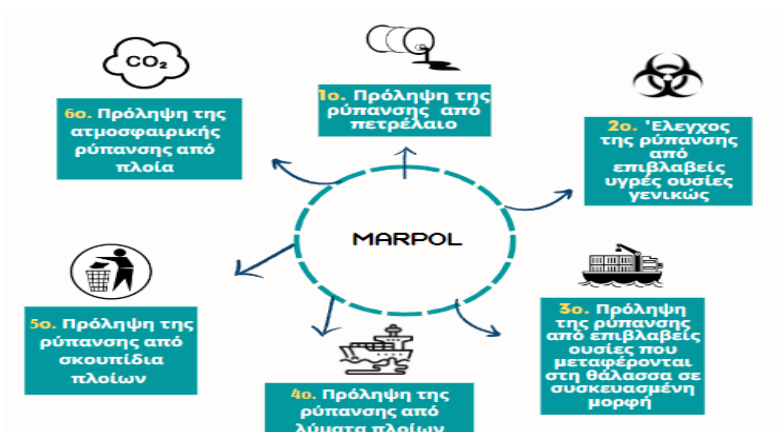 CO₂
1ο. Πρόληψη της
ρύπανσης από
πετρέλαιο
2ο. 'Ελεγχος
της ρύπανσης
από
επιβλαβείς
υγρές ουσίες
γενικώς
3ο. Πρόληψη
της ρύπανσης
από επιβλαβείς
ουσίες που
μεταφέρονται
στη θάλασσα σε
συσκευασμένη
μορφή
4ο. Πρόληψη της
ρύπανσης από
λύματα πλοίων
5ο. Πρόληψη της
ρύπανσης από
σκουπίδια
πλοίων
6ο. Πρόληψη της
ατμοσφαιρικής
ρύπανσης από
πλοία
MARPOL